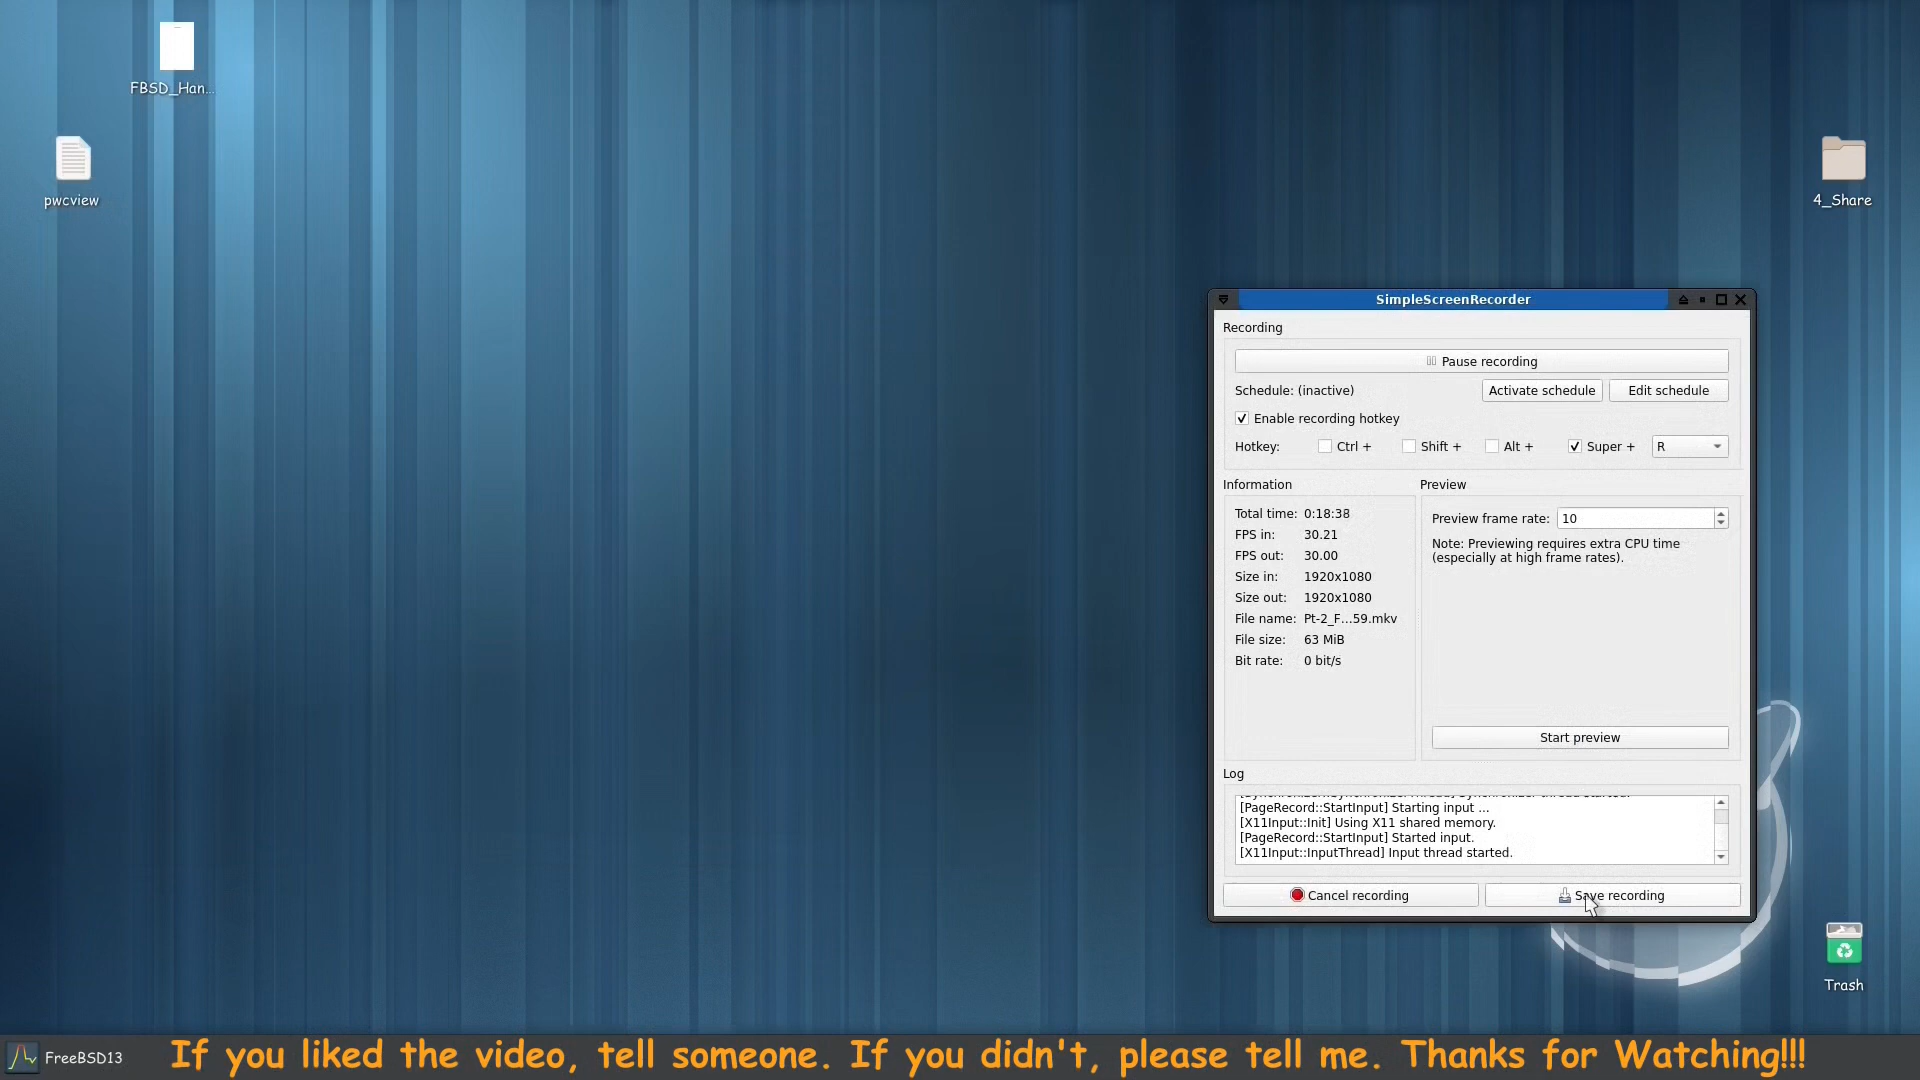 FBSD_Han...
pwcview
4_Share
SimpleScreenRecorder
Recording
Pause recording
Schedule: (inactive)
Activate schedule
Edit schedule
Enable recording hotkey
Hotkey: Ctrl + Shift + Alt + Super + R
Information
Total time: 0:18:38
FPS in: 30.21
FPS out: 30.00
Size in: 1920x1080
Size out: 1920x1080
File name: Pt-2_F...59.mkv
File size: 63 MiB
Bit rate: 0 bit/s
Preview
Preview frame rate: 10
Note: Previewing requires extra CPU time
(especially at high frame rates).
Start preview
Log
[PageRecord::StartInput] Starting input ...
[X11Input::Init] Using X11 shared memory.
[PageRecord::StartInput] Started input.
[X11Input::InputThread] Input thread started.
Cancel recording
Save recording
Trash
FreeBSD13
If you liked the video, tell someone. If you didn't, please tell me. Thanks for Watching!!!